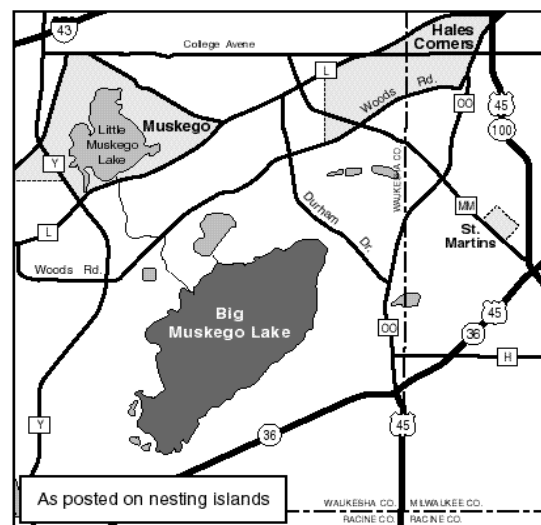 43
College Avene
Hales
Corners
L
Woods Rd.
OO
45
100
Little
Muskego
Lake
Muskego
Y
L
Woods Rd.
Durham
Dr.
WAUKESHA CO.
MM
St.
Martins
Big
Muskego Lake
45
36
OO
H
Y
36
45
As posted on nesting islands
WAUKESHA CO.
MILWAUKEE CO.
RACINE CO.
RACINE CO.